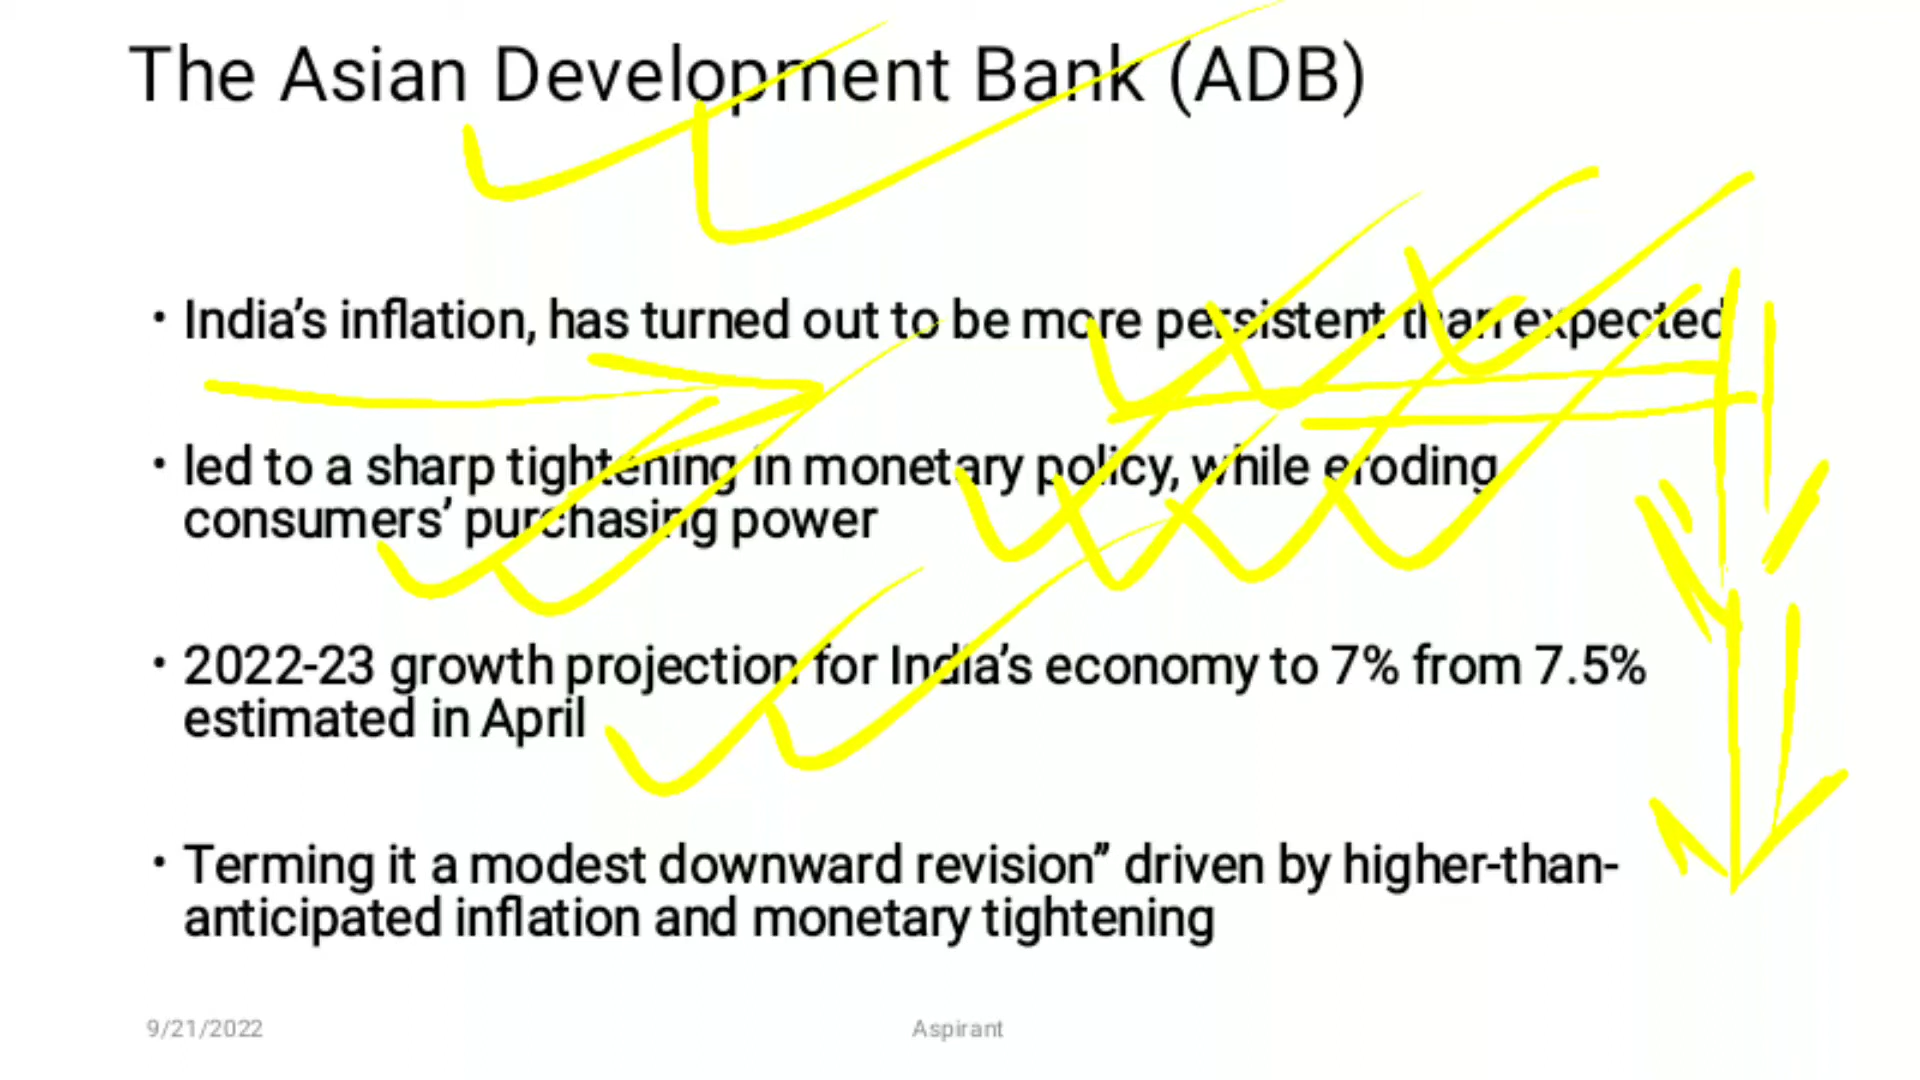 The Asian Development Bank (ADB)
• India’s inflation, has turned out to be more persistent than expected
• led to a sharp tightening in monetary policy, while eroding
consumers’ purchasing power
• 2022-23 growth projection for India’s economy to 7% from 7.5%
estimated in April
• Terming it a modest downward revision” driven by higher-than-
anticipated inflation and monetary tightening
9/21/2022
Aspirant